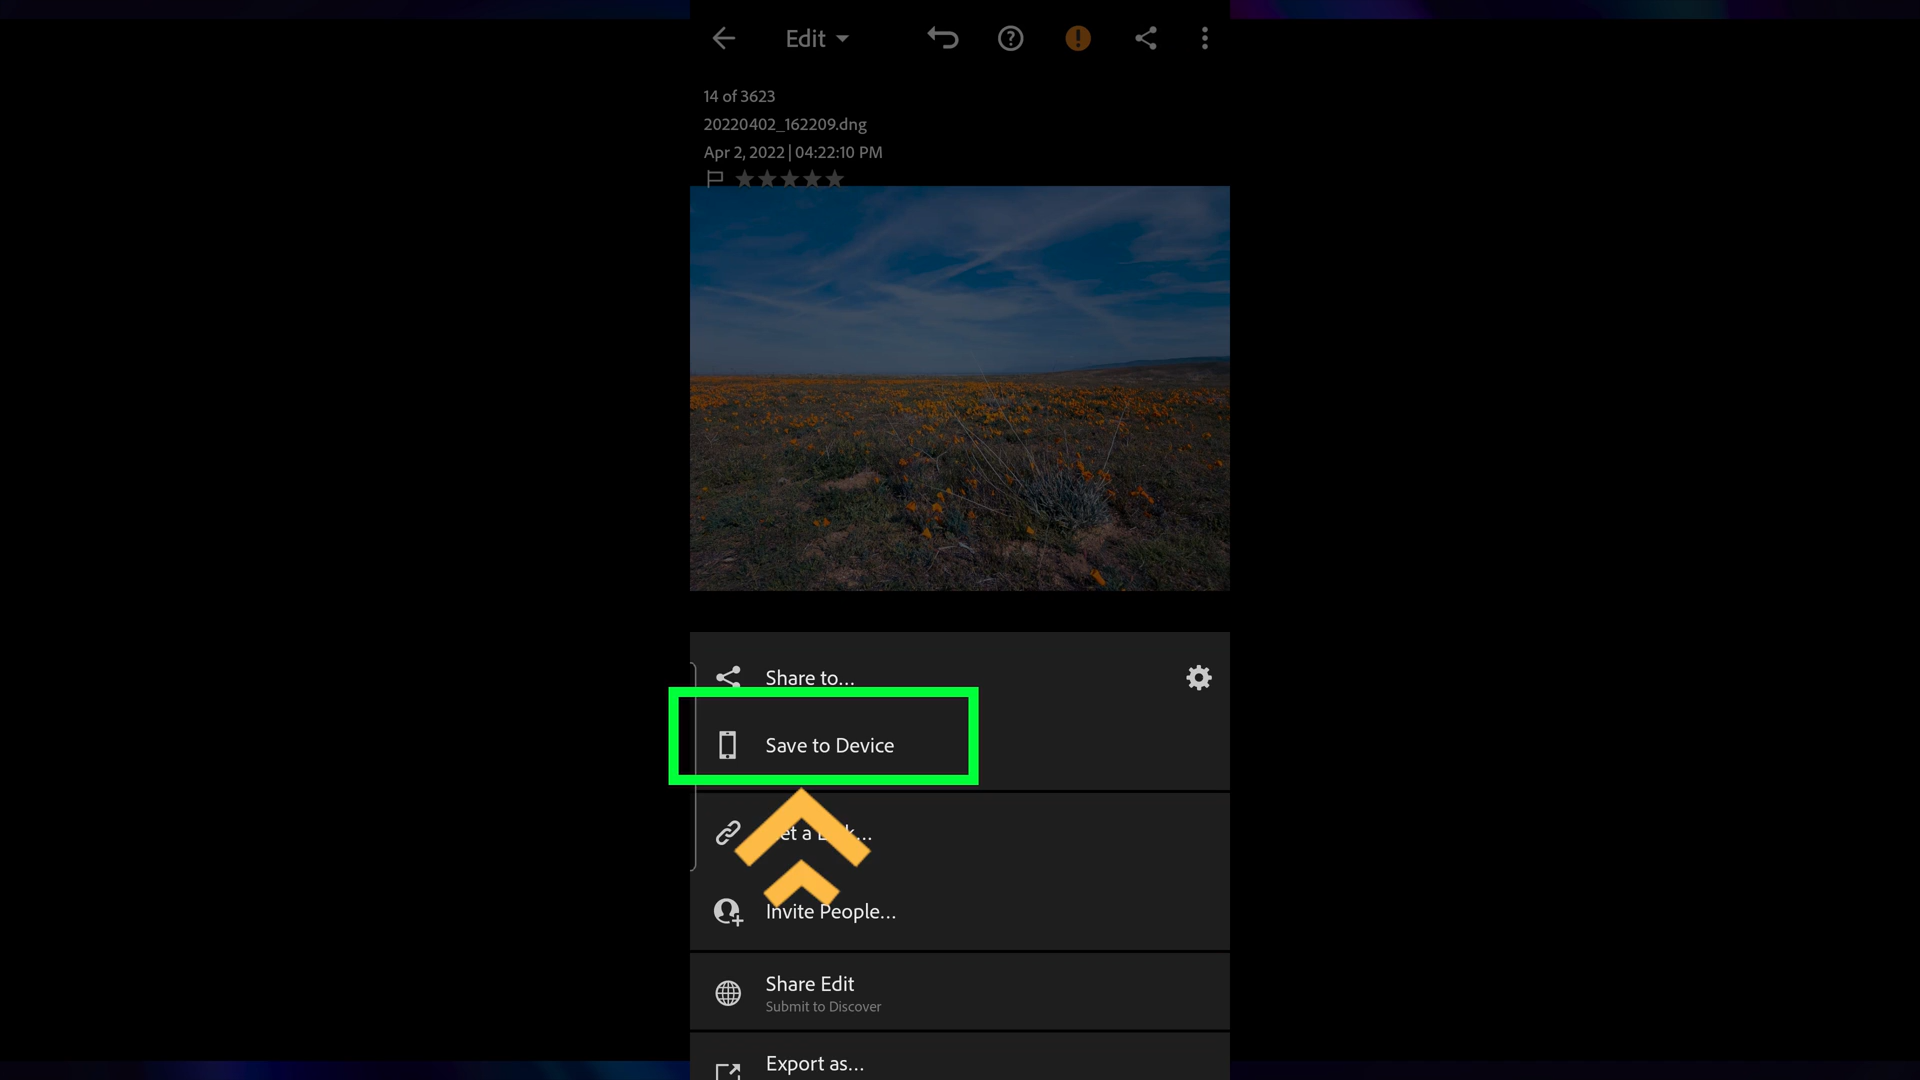 Edit
14 of 3623
20220402_162209.dng
Apr 2, 2022 | 04:22:10 PM
Share to...
Save to Device
a
Invite People...
Share Edit
Submit to Discover
Export as...